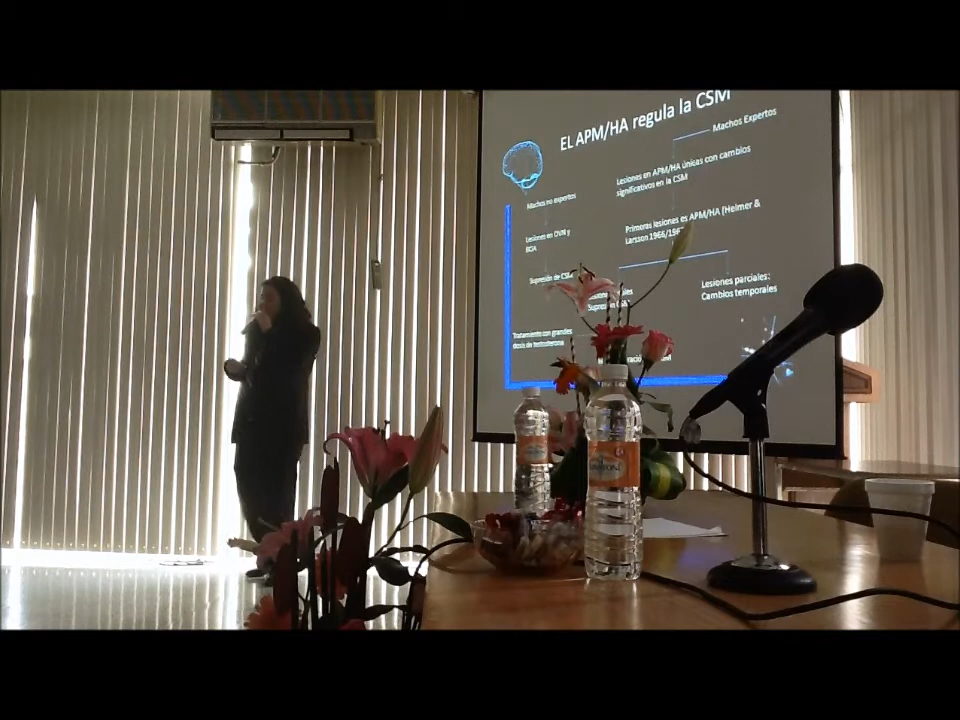 EL APM/HA regula la CSM
Machos Expertos
Lesiones en APM/HA únicas con cambios
significativos en la CSM
Machos no expertos
Primeras lesiones es APM/HA (Heimer &
Larsson 1966/196
Lesiones en OVN y
BOA
Supresión de CSM
Lesiones parciales:
Cambios temporales
Tratamiento con grandes
dosis de testosterona